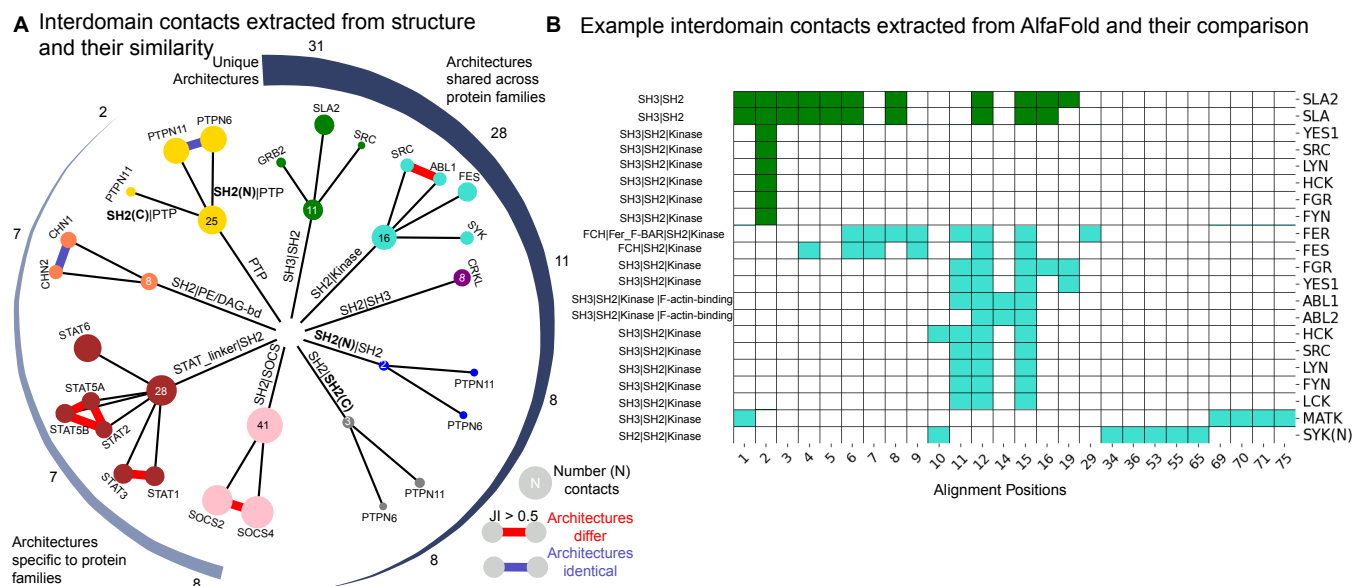 A Interdomain contacts extracted from structure
and their similarity
31
Unique
Architectures
Architectures
shared across
protein families
28
11
8
8
8
7
7
2
Architectures
specific to protein
families
PTPN11
PTPN6
PTPN11
SH2(N)|PTP
SH2(C)|PTP
25
PTP
SLA2
GRB2
SRC
11
SH3|SH2
SRC
ABL1
FES
SYK
16
SH2|Kinase
CRKL
8
SH2|SH3
SH2(N)|SH2
2
PTPN11
PTPN6
SH2|SH2(C)
3
PTPN11
PTPN6
SH2|SOCS
41
SOCS2
SOCS4
STAT_linker|SH2
28
STAT6
STAT5A
STAT5B
STAT2
STAT3
STAT1
CHN1
CHN2
8
SH2|PE/DAG-bd
N
Number (N)
contacts
JI > 0.5
Architectures
differ
Architectures
identical
B Example interdomain contacts extracted from AlfaFold and their comparison
SH3|SH2 SLA2
SH3|SH2 SLA
SH3|SH2|Kinase YES1
SH3|SH2|Kinase SRC
SH3|SH2|Kinase LYN
SH3|SH2|Kinase HCK
SH3|SH2|Kinase FGR
SH3|SH2|Kinase FYN
FCH|Fer_F-BAR|SH2|Kinase FER
FCH|SH2|Kinase FES
SH3|SH2|Kinase FGR
SH3|SH2|Kinase YES1
SH3|SH2|Kinase |F-actin-binding ABL1
SH3|SH2|Kinase |F-actin-binding ABL2
SH3|SH2|Kinase HCK
SH3|SH2|Kinase SRC
SH3|SH2|Kinase LYN
SH3|SH2|Kinase FYN
SH3|SH2|Kinase LCK
SH3|SH2|Kinase MATK
SH2|SH2|Kinase SYK(N)
1 2 3 4 5 6 7 8 9 10 11 12 14 15 16 19 29 34 36 53 55 65 69 70 71 75
Alignment Positions